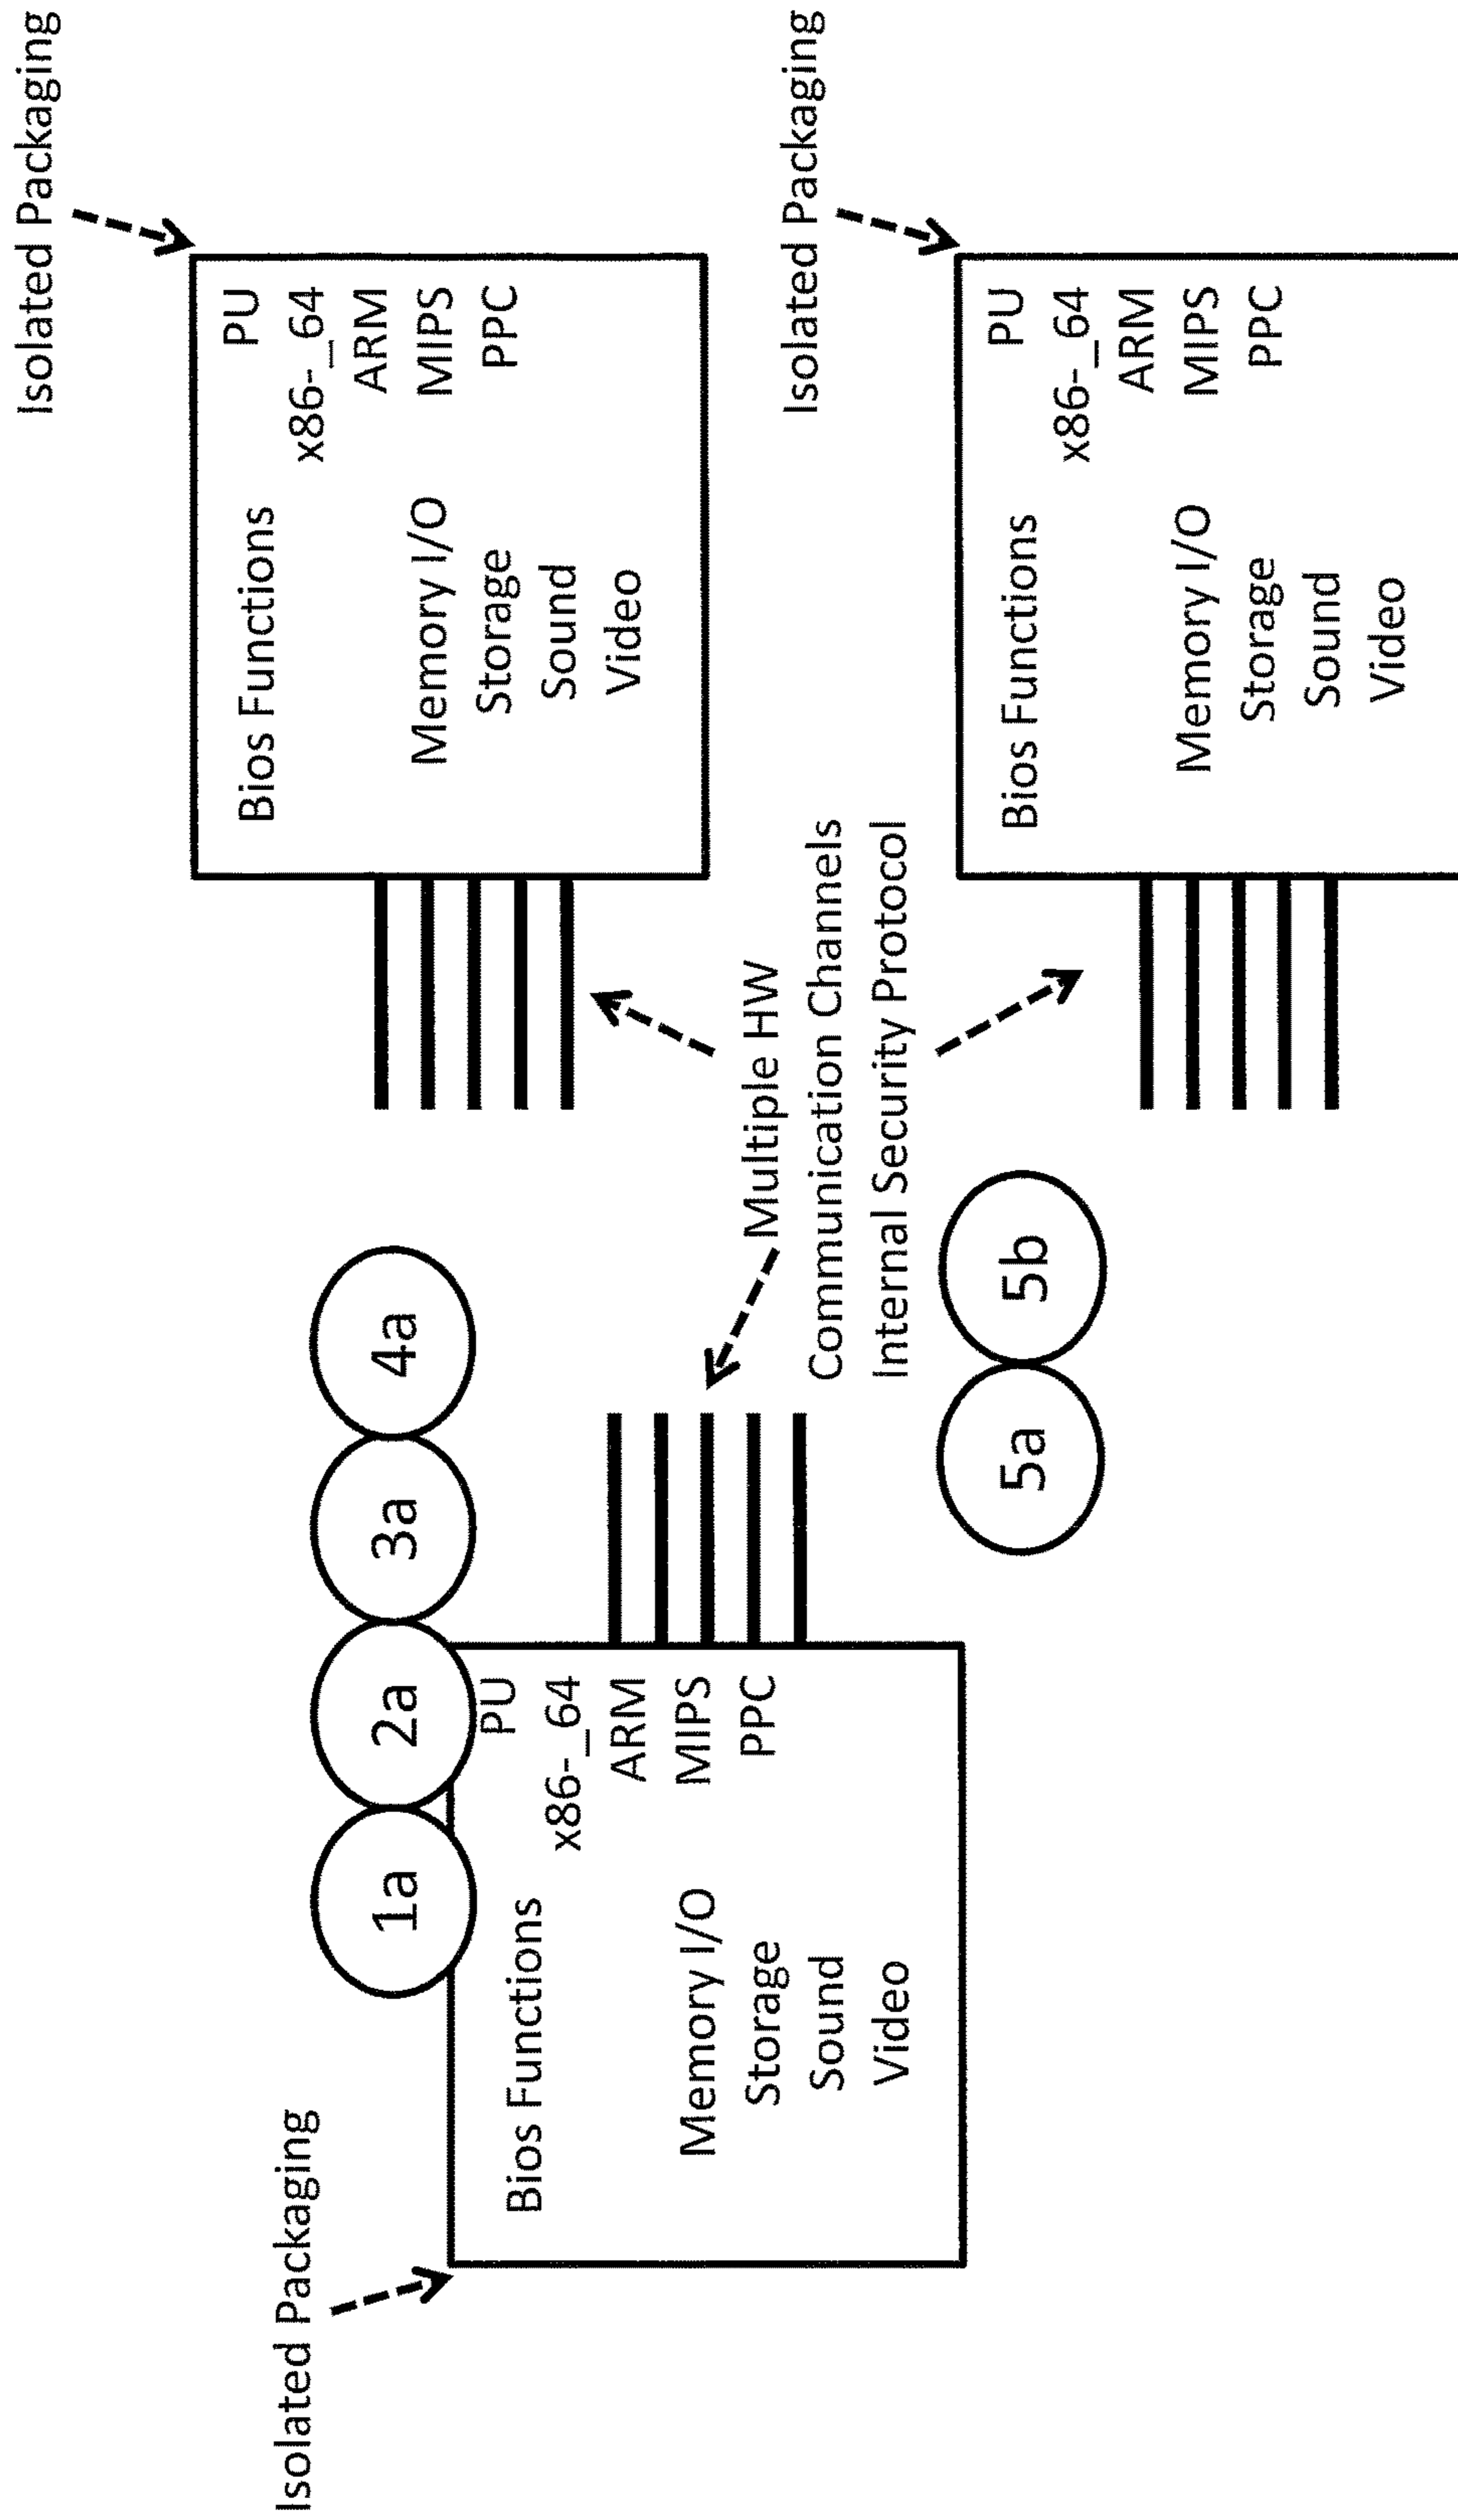 Isolated Packaging
Bios Functions
PU
x86-_64
ARM
MIPS
PPC
Memory I/O
Storage
Sound
Video
1a
2a
3a
4a
Isolated Packaging
Bios Functions
PU
x86-_64
ARM
MIPS
PPC
Memory I/O
Storage
Sound
Video
Multiple HW
Communication Channels
Internal Security Protocol
5a
5b
Isolated Packaging
Bios Functions
PU
x86-_64
ARM
MIPS
PPC
Memory I/O
Storage
Sound
Video